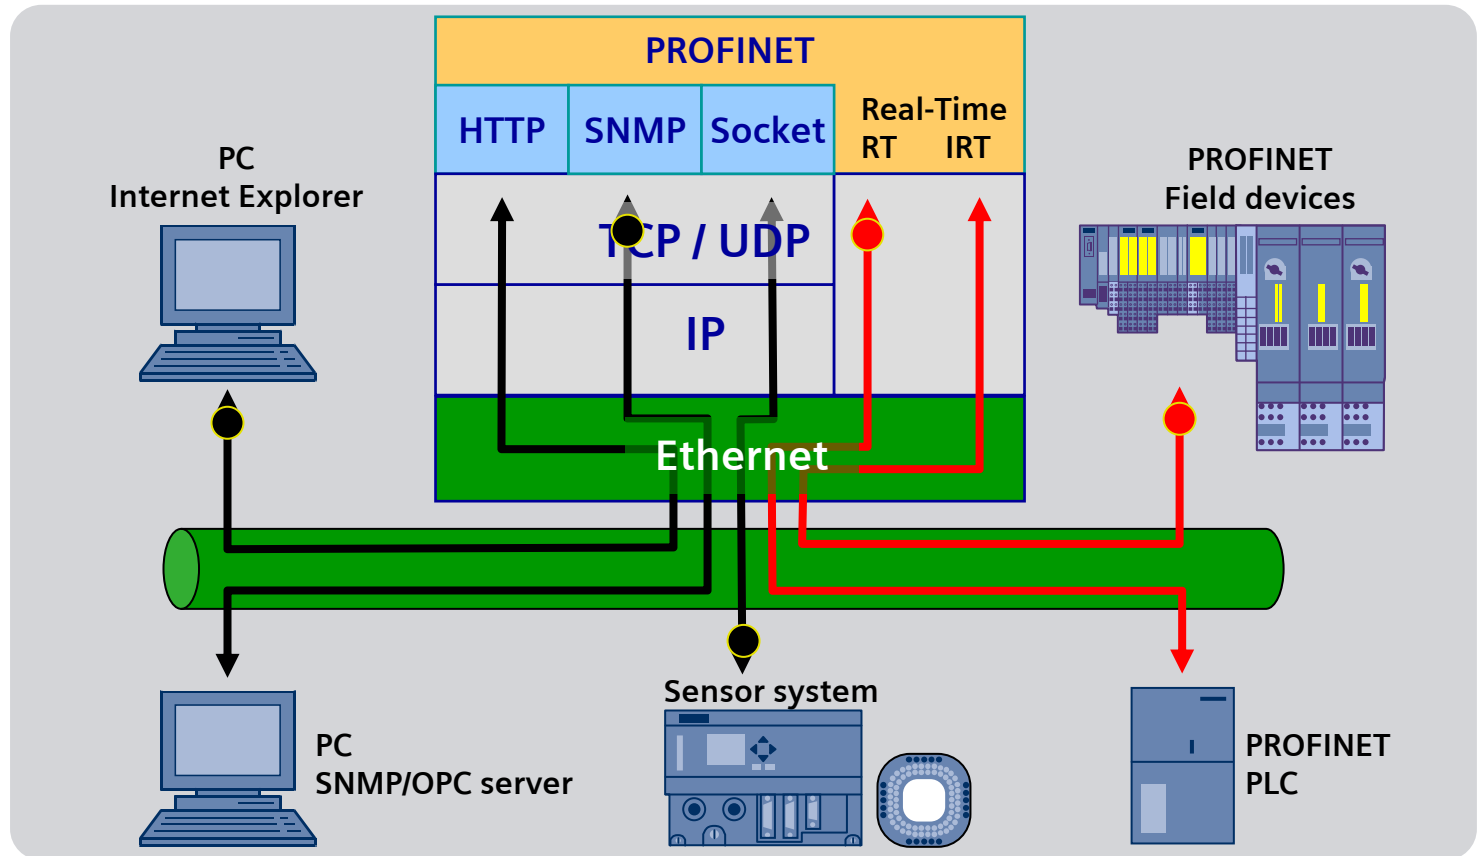 PROFINET
HTTP
SNMP
Socket
Real-Time
RT IRT
PC
Internet Explorer
PROFINET
Field devices
TCP / UDP
IP
Ethernet
Sensor system
PC
SNMP/OPC server
PROFINET
PLC